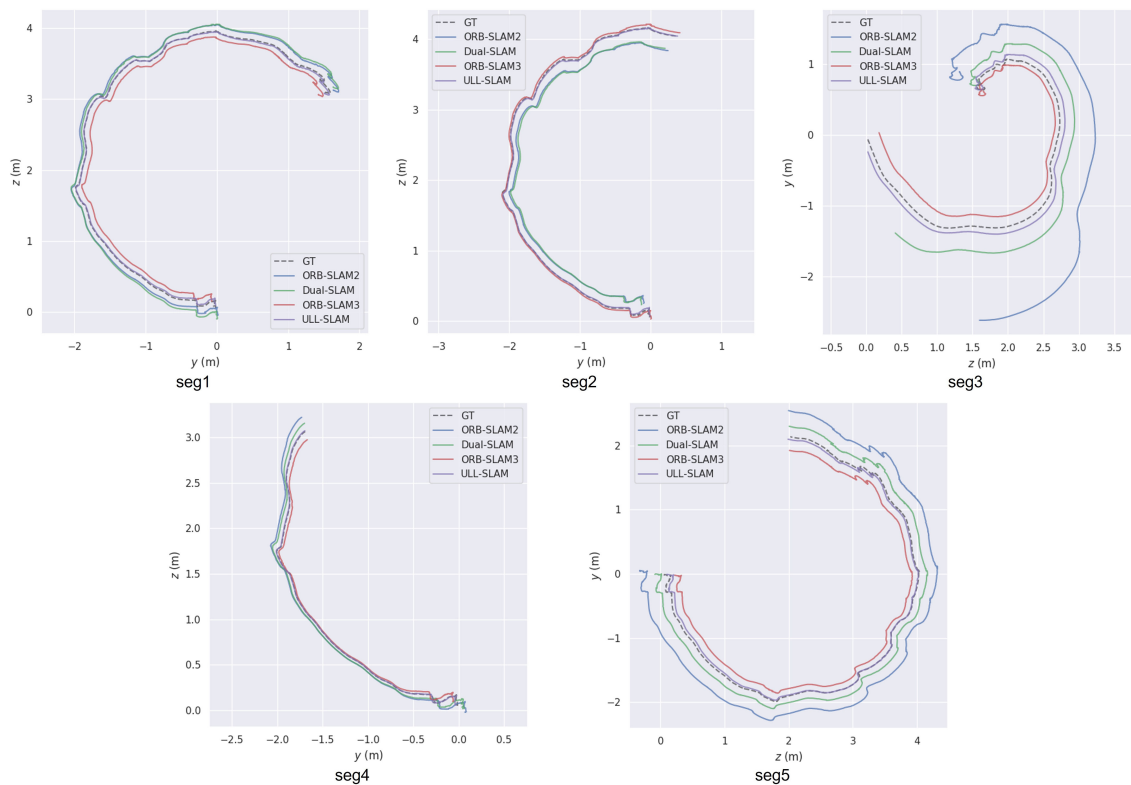 4
3
2
1
0
−2
−1
0
1
2
z (m)
y (m)
GT
ORB-SLAM2
Dual-SLAM
ORB-SLAM3
ULL-SLAM
seg1
4
3
2
1
0
−3
−2
−1
0
1
z (m)
y (m)
GT
ORB-SLAM2
Dual-SLAM
ORB-SLAM3
ULL-SLAM
seg2
1
0
−1
−2
−0.5
0.0
0.5
1.0
1.5
2.0
2.5
3.0
3.5
y (m)
z (m)
GT
ORB-SLAM2
Dual-SLAM
ORB-SLAM3
ULL-SLAM
seg3
3.0
2.5
2.0
1.5
1.0
0.5
0.0
−2.5
−2.0
−1.5
−1.0
−0.5
0.0
0.5
z (m)
y (m)
GT
ORB-SLAM2
Dual-SLAM
ORB-SLAM3
ULL-SLAM
seg4
2
1
0
−1
−2
0
1
2
3
4
y (m)
z (m)
GT
ORB-SLAM2
Dual-SLAM
ORB-SLAM3
ULL-SLAM
seg5